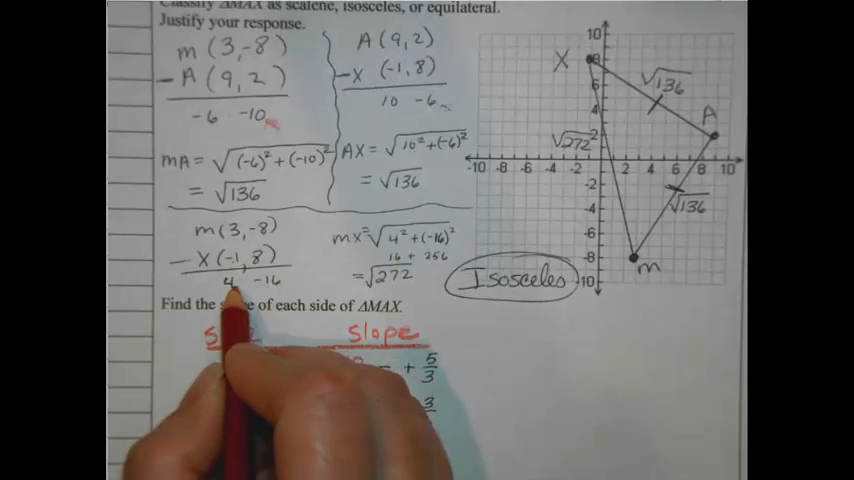 Classify ΔMAX as scalene, isosceles, or equilateral.
Justify your response.
m (3,-8)
- A (9,2)
-6 -10
MA = √(-6)²+(-10)²
= √136
A (9,2)
- X (-1,8)
10 -6
AX = √10²+(-6)²
= √136
m (3,-8)
- X (-1,8)
4, -16
mx = √4²+(-16)²
16 + 256
= √272
Isosceles
X
√136
A
√272
√136
m
10
8
6
4
2
-2
-4
-6
-8
-10
-10 -8 -6 -4 -2 2 4 6 8 10
Find the slope of each side of ΔMAX.
slope
= + 5/3
3